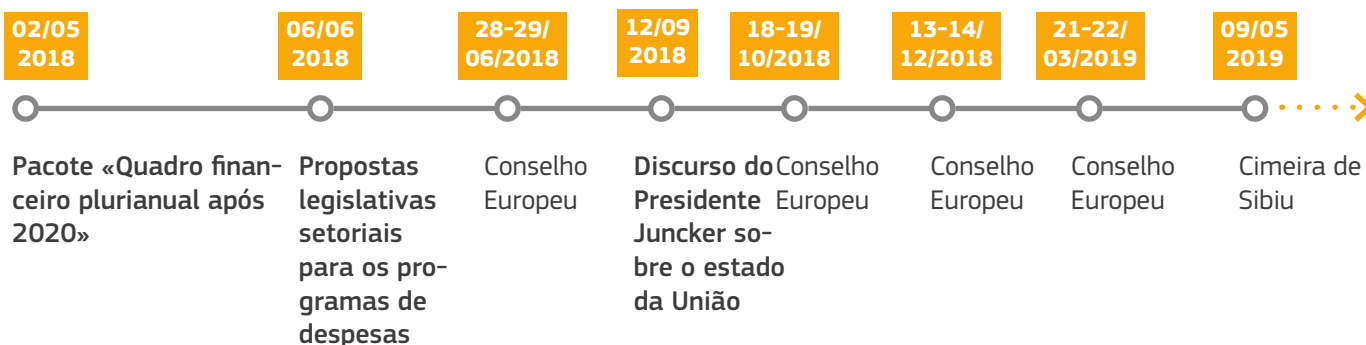 02/05
2018
06/06
2018
28-29/
06/2018
12/09
2018
18-19/
10/2018
13-14/
12/2018
21-22/
03/2019
09/05
2019
Pacote «Quadro finan-
ceiro plurianual após
2020»
Propostas
legislativas
setoriais
para os pro-
gramas de
despesas
Conselho
Europeu
Discurso do
Presidente
Juncker so-
bre o estado
da União
Conselho
Europeu
Conselho
Europeu
Conselho
Europeu
Cimeira de
Sibiu